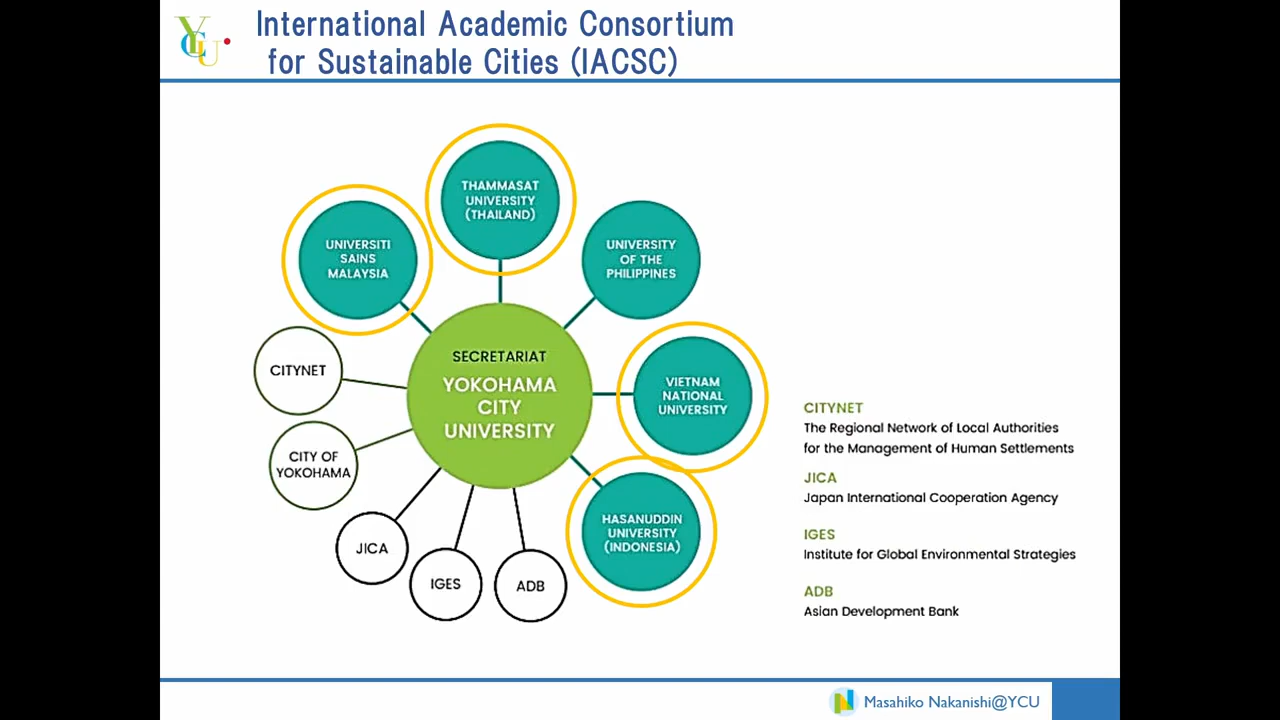 YCU
International Academic Consortium
for Sustainable Cities (IACSC)
THAMMASAT
UNIVERSITY
(THAILAND)
UNIVERSITI
SAINS
MALAYSIA
UNIVERSITY
OF THE
PHILIPPINES
SECRETARIAT
YOKOHAMA
CITY
UNIVERSITY
VIETNAM
NATIONAL
UNIVERSITY
CITYNET
CITY OF
YOKOHAMA
JICA
IGES
ADB
HASANUDDIN
UNIVERSITY
(INDONESIA)
CITYNET
The Regional Network of Local Authorities
for the Management of Human Settlements
JICA
Japan International Cooperation Agency
IGES
Institute for Global Environmental Strategies
ADB
Asian Development Bank
Masahiko Nakanishi@YCU